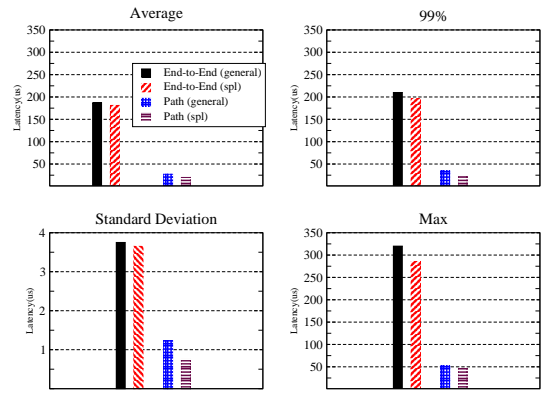 Average
350
300
250
200
150
100
50
Latency(us)
End-to-End (general)
End-to-End (spl)
Path (general)
Path (spl)
99%
350
300
250
200
150
100
50
Latency(us)
Standard Deviation
4
3
2
1
Latency(us)
Max
350
300
250
200
150
100
50
Latency(us)